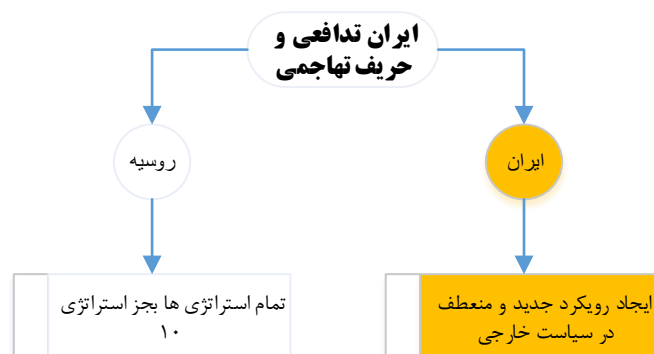 ایران تدافعی و
حریف تهاجمی
ایران
روسیه
ایجاد رویکرد جدید و منعطف
در سیاست خارجی
تمام استراتژی ها بجز استراتژی
۱۰